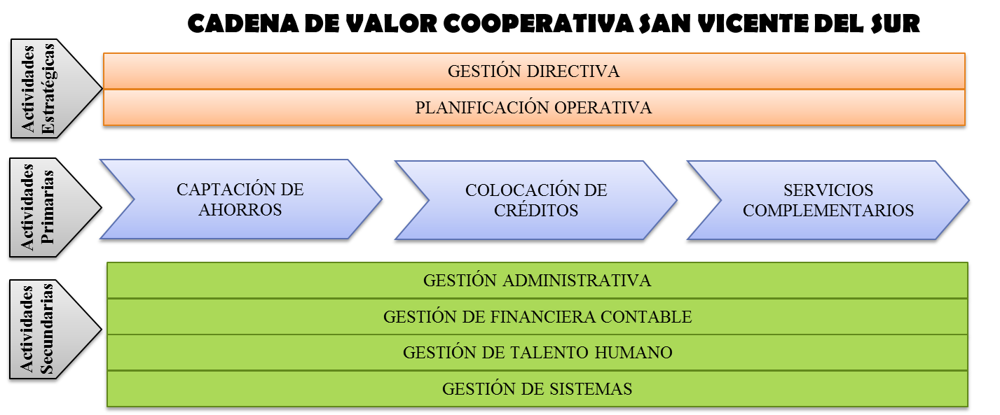 CADENA DE VALOR COOPERATIVA SAN VICENTE DEL SUR
Actividades
Estratégicas
GESTIÓN DIRECTIVA
PLANIFICACIÓN OPERATIVA
Actividades
Primarias
CAPTACIÓN DE
AHORROS
COLOCACIÓN DE
CRÉDITOS
SERVICIOS
COMPLEMENTARIOS
Actividades
Secundarias
GESTIÓN ADMINISTRATIVA
GESTIÓN DE FINANCIERA CONTABLE
GESTIÓN DE TALENTO HUMANO
GESTIÓN DE SISTEMAS